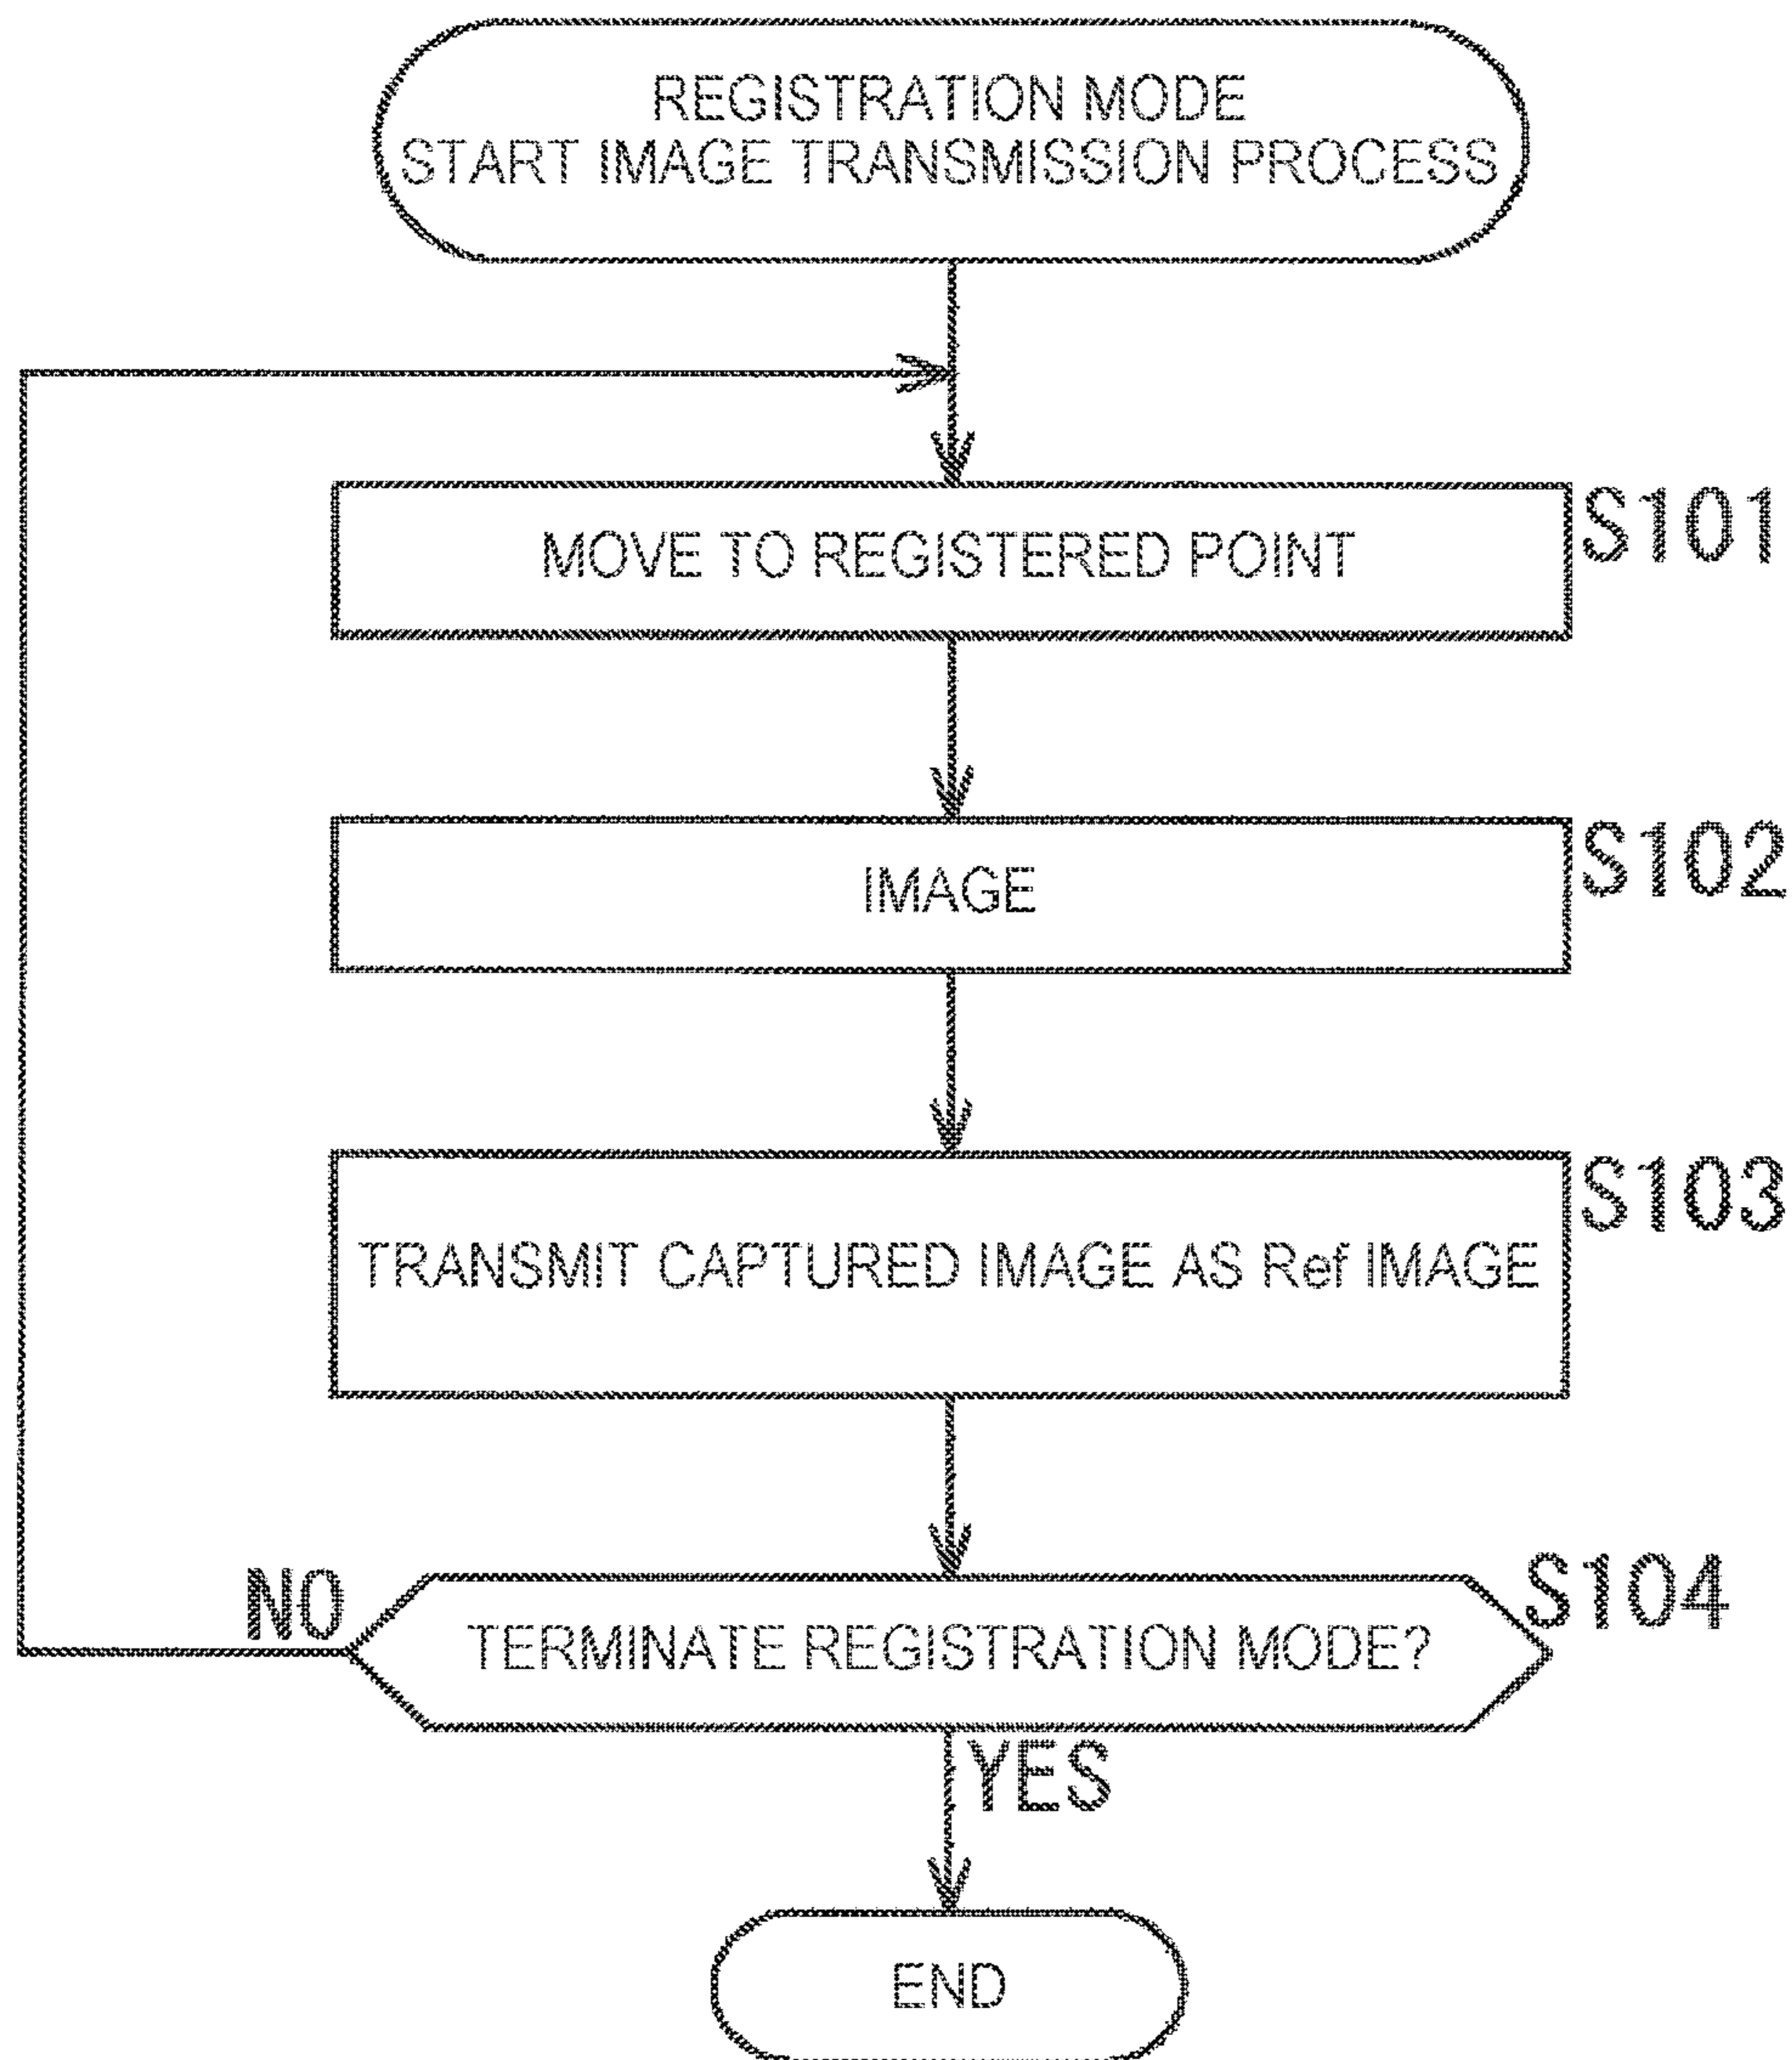 REGISTRATION MODE
START IMAGE TRANSMISSION PROCESS
MOVE TO REGISTERED POINT
S101
IMAGE
S102
TRANSMIT CAPTURED IMAGE AS Ref IMAGE
S103
NO
TERMINATE REGISTRATION MODE?
S104
YES
END